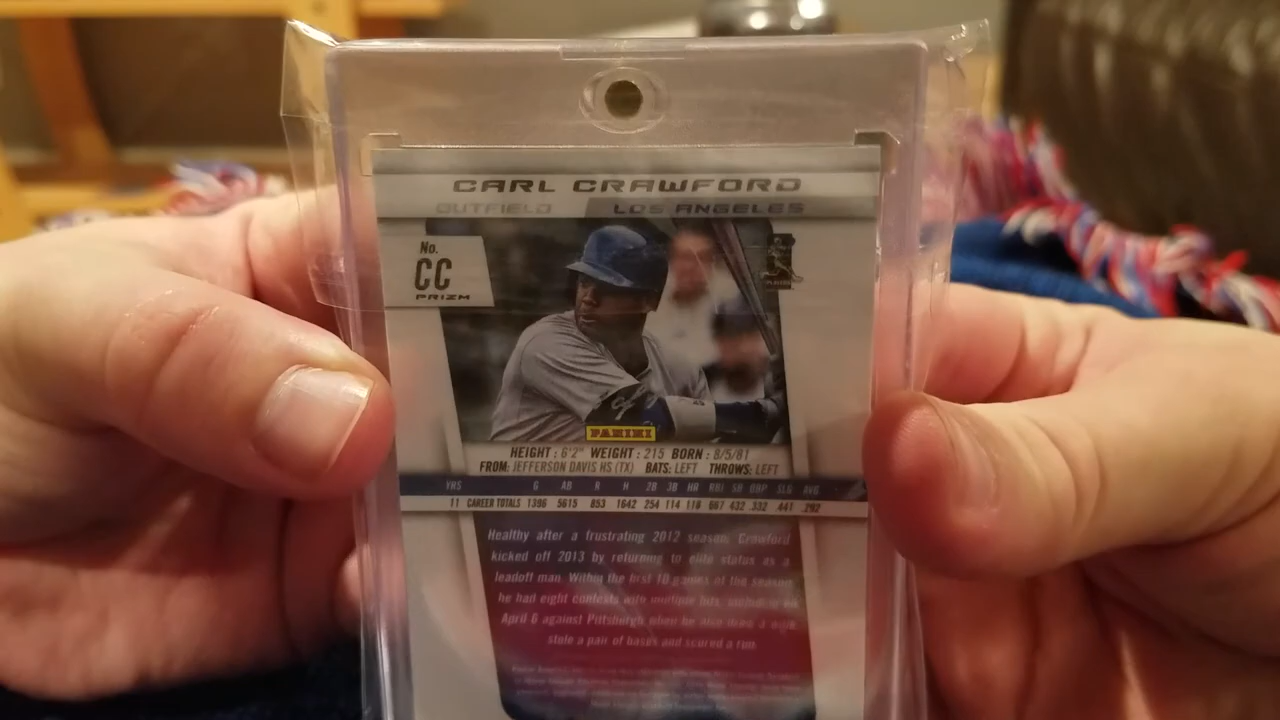 CARL CRAWFORD
OUTFIELD LOS ANGELES
No.
CC
PRIZM
PANINI
HEIGHT : 6'2" WEIGHT : 215 BORN : 8/5/81
FROM: JEFFERSON DAVIS HS (TX) BATS: LEFT THROWS: LEFT
YRS G AB R H 2B 3B HR RBI SB OBP SLG AVG
11 CAREER TOTALS 1396 5615 853 1642 254 114 118 667 432 .332 .441 .292
Healthy after a frustrating 2012 season, Crawford
kicked off 2013 by returning to elite status as a
leadoff man. Within the first 10 games of the season
he had eight contests with multiple hits, including on
April 6 against Pittsburgh when he also drew a walk,
stole a pair of bases and scored a run.